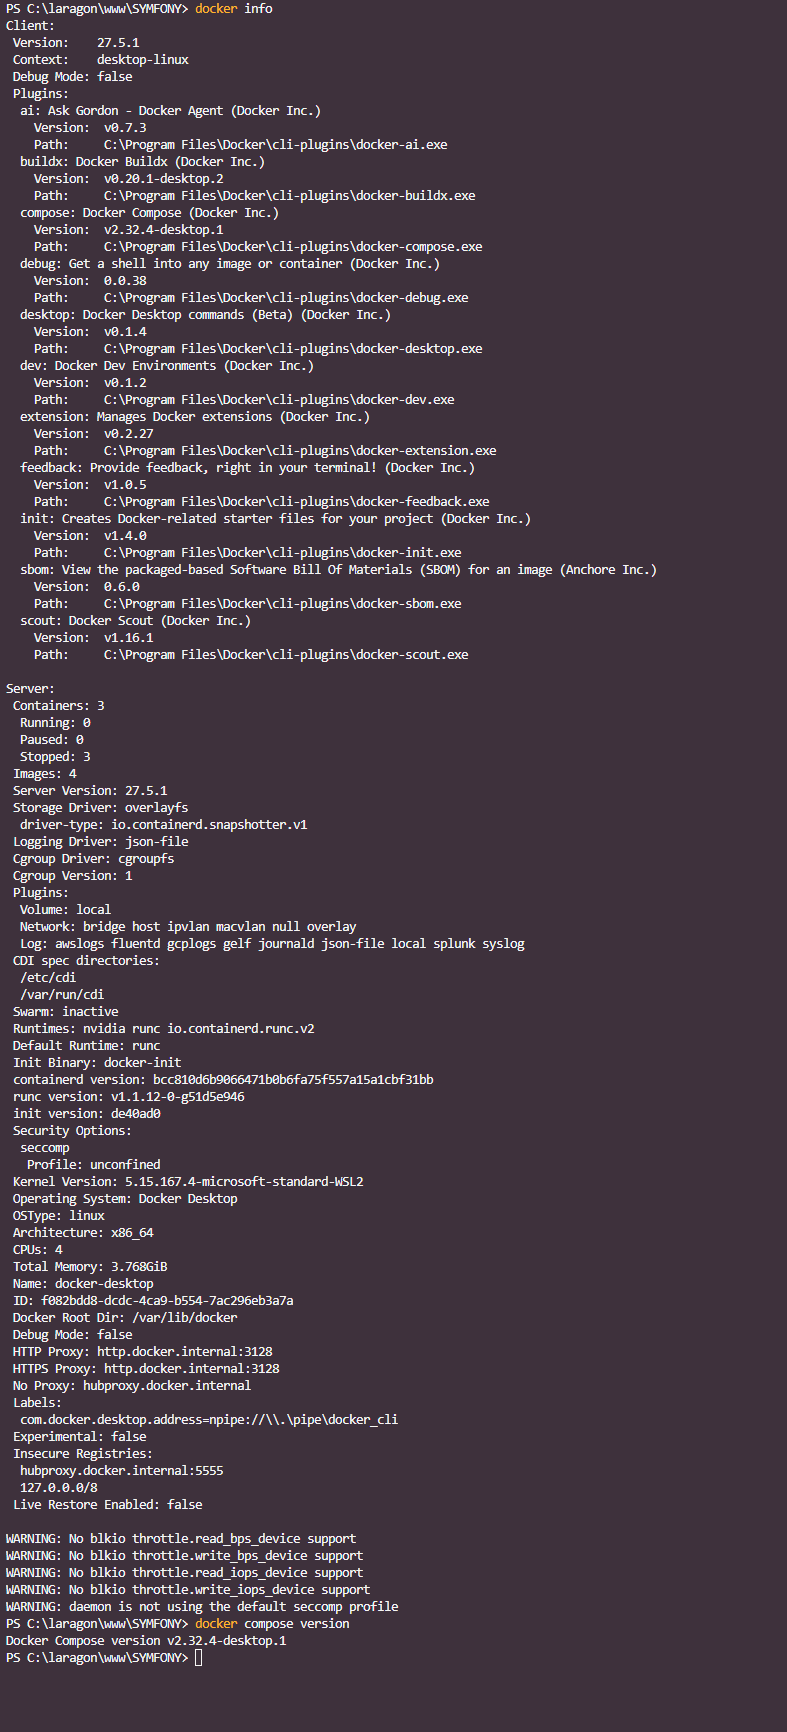 PS C:\laragon\www\SYMFONY> docker info
Client:
 Version:    27.5.1
 Context:    desktop-linux
 Debug Mode: false
 Plugins:
  ai: Ask Gordon - Docker Agent (Docker Inc.)
    Version:  v0.7.3
    Path:     C:\Program Files\Docker\cli-plugins\docker-ai.exe
  buildx: Docker Buildx (Docker Inc.)
    Version:  v0.20.1-desktop.2
    Path:     C:\Program Files\Docker\cli-plugins\docker-buildx.exe
  compose: Docker Compose (Docker Inc.)
    Version:  v2.32.4-desktop.1
    Path:     C:\Program Files\Docker\cli-plugins\docker-compose.exe
  debug: Get a shell into any image or container (Docker Inc.)
    Version:  0.0.38
    Path:     C:\Program Files\Docker\cli-plugins\docker-debug.exe
  desktop: Docker Desktop commands (Beta) (Docker Inc.)
    Version:  v0.1.4
    Path:     C:\Program Files\Docker\cli-plugins\docker-desktop.exe
  dev: Docker Dev Environments (Docker Inc.)
    Version:  v0.1.2
    Path:     C:\Program Files\Docker\cli-plugins\docker-dev.exe
  extension: Manages Docker extensions (Docker Inc.)
    Version:  v0.2.27
    Path:     C:\Program Files\Docker\cli-plugins\docker-extension.exe
  feedback: Provide feedback, right in your terminal! (Docker Inc.)
    Version:  v1.0.5
    Path:     C:\Program Files\Docker\cli-plugins\docker-feedback.exe
  init: Creates Docker-related starter files for your project (Docker Inc.)
    Version:  v1.4.0
    Path:     C:\Program Files\Docker\cli-plugins\docker-init.exe
  sbom: View the packaged-based Software Bill Of Materials (SBOM) for an image (Anchore Inc.)
    Version:  0.6.0
    Path:     C:\Program Files\Docker\cli-plugins\docker-sbom.exe
  scout: Docker Scout (Docker Inc.)
    Version:  v1.16.1
    Path:     C:\Program Files\Docker\cli-plugins\docker-scout.exe

Server:
 Containers: 3
  Running: 0
  Paused: 0
  Stopped: 3
 Images: 4
 Server Version: 27.5.1
 Storage Driver: overlayfs
  driver-type: io.containerd.snapshotter.v1
 Logging Driver: json-file
 Cgroup Driver: cgroupfs
 Cgroup Version: 1
 Plugins:
  Volume: local
  Network: bridge host ipvlan macvlan null overlay
  Log: awslogs fluentd gcplogs gelf journald json-file local splunk syslog
 CDI spec directories:
  /etc/cdi
  /var/run/cdi
 Swarm: inactive
 Runtimes: nvidia runc io.containerd.runc.v2
 Default Runtime: runc
 Init Binary: docker-init
 containerd version: bcc810d6b9066471b0b6fa75f557a15a1cbf31bb
 runc version: v1.1.12-0-g51d5e946
 init version: de40ad0
 Security Options:
  seccomp
   Profile: unconfined
 Kernel Version: 5.15.167.4-microsoft-standard-WSL2
 Operating System: Docker Desktop
 OSType: linux
 Architecture: x86_64
 CPUs: 4
 Total Memory: 3.768GiB
 Name: docker-desktop
 ID: f082bdd8-dcdc-4ca9-b554-7ac296eb3a7a
 Docker Root Dir: /var/lib/docker
 Debug Mode: false
 HTTP Proxy: http.docker.internal:3128
 HTTPS Proxy: http.docker.internal:3128
 No Proxy: hubproxy.docker.internal
 Labels:
  com.docker.desktop.address=npipe://\\.\pipe\docker_cli
 Experimental: false
 Insecure Registries:
  hubproxy.docker.internal:5555
  127.0.0.0/8
 Live Restore Enabled: false

WARNING: No blkio throttle.read_bps_device support
WARNING: No blkio throttle.write_bps_device support
WARNING: No blkio throttle.read_iops_device support
WARNING: No blkio throttle.write_iops_device support
WARNING: daemon is not using the default seccomp profile
PS C:\laragon\www\SYMFONY> docker compose version
Docker Compose version v2.32.4-desktop.1
PS C:\laragon\www\SYMFONY>